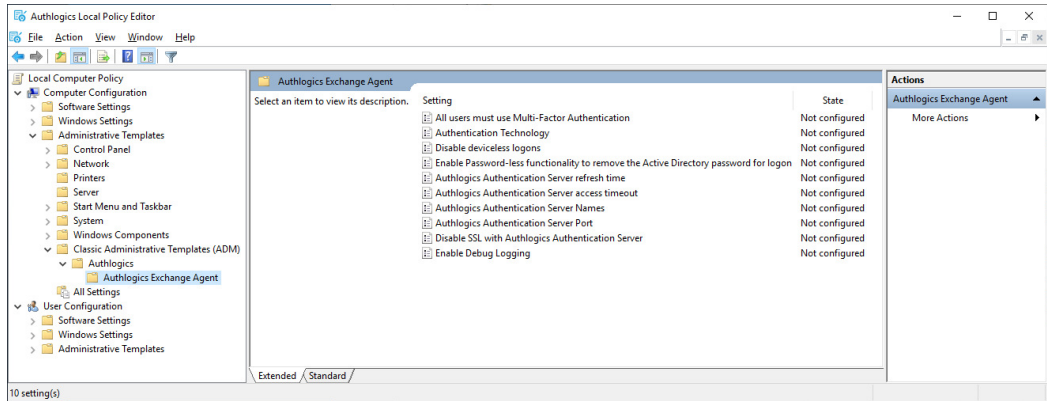 Authlogics Local Policy Editor
File Action View Window Help
Local Computer Policy
Computer Configuration
Software Settings
Windows Settings
Administrative Templates
Control Panel
Network
Printers
Server
Start Menu and Taskbar
System
Windows Components
Classic Administrative Templates (ADM)
Authlogics
Authlogics Exchange Agent
All Settings
User Configuration
Software Settings
Windows Settings
Administrative Templates
Authlogics Exchange Agent
Select an item to view its description.
Setting State
All users must use Multi-Factor Authentication Not configured
Authentication Technology Not configured
Disable deviceless logons Not configured
Enable Password-less functionality to remove the Active Directory password for logon Not configured
Authlogics Authentication Server refresh time Not configured
Authlogics Authentication Server access timeout Not configured
Authlogics Authentication Server Names Not configured
Authlogics Authentication Server Port Not configured
Disable SSL with Authlogics Authentication Server Not configured
Enable Debug Logging Not configured
Extended Standard
Actions
Authlogics Exchange Agent
More Actions
10 setting(s)